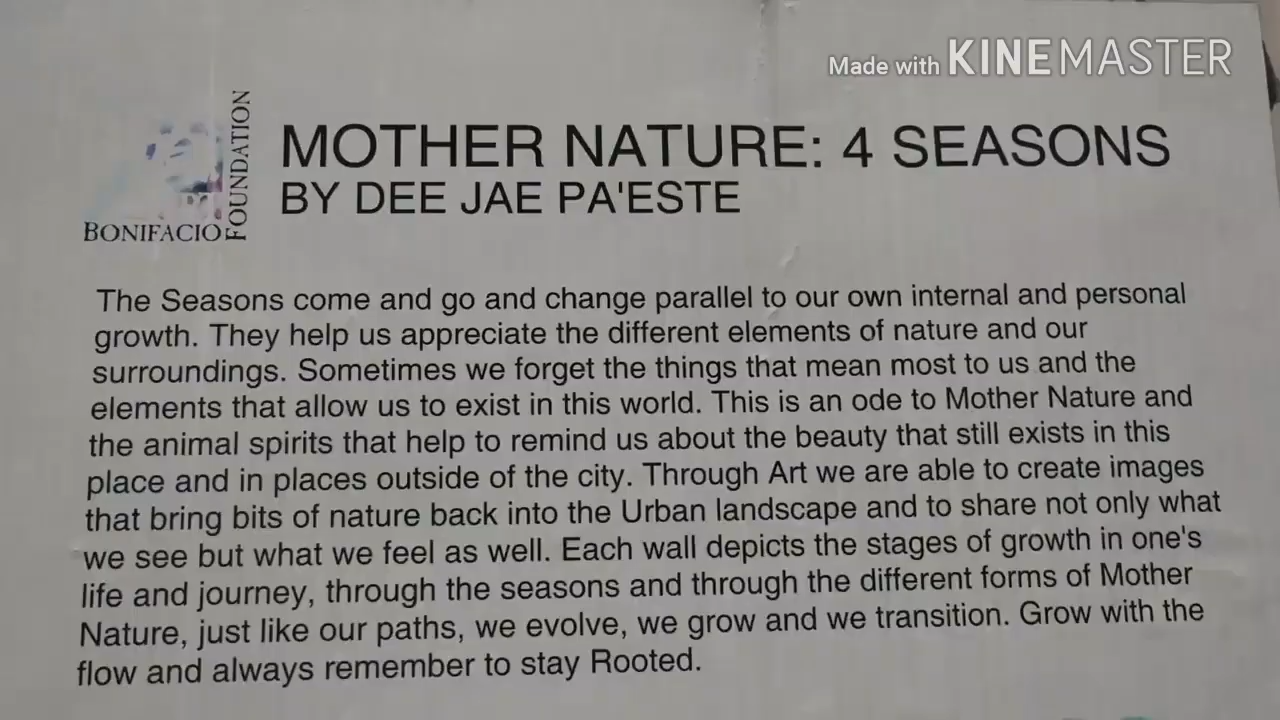 Made with KINEMASTER
BONIFACIO FOUNDATION
MOTHER NATURE: 4 SEASONS
BY DEE JAE PA'ESTE
The Seasons come and go and change parallel to our own internal and personal
growth. They help us appreciate the different elements of nature and our
surroundings. Sometimes we forget the things that mean most to us and the
elements that allow us to exist in this world. This is an ode to Mother Nature and
the animal spirits that help to remind us about the beauty that still exists in this
place and in places outside of the city. Through Art we are able to create images
that bring bits of nature back into the Urban landscape and to share not only what
we see but what we feel as well. Each wall depicts the stages of growth in one's
life and journey, through the seasons and through the different forms of Mother
Nature, just like our paths, we evolve, we grow and we transition. Grow with the
flow and always remember to stay Rooted.